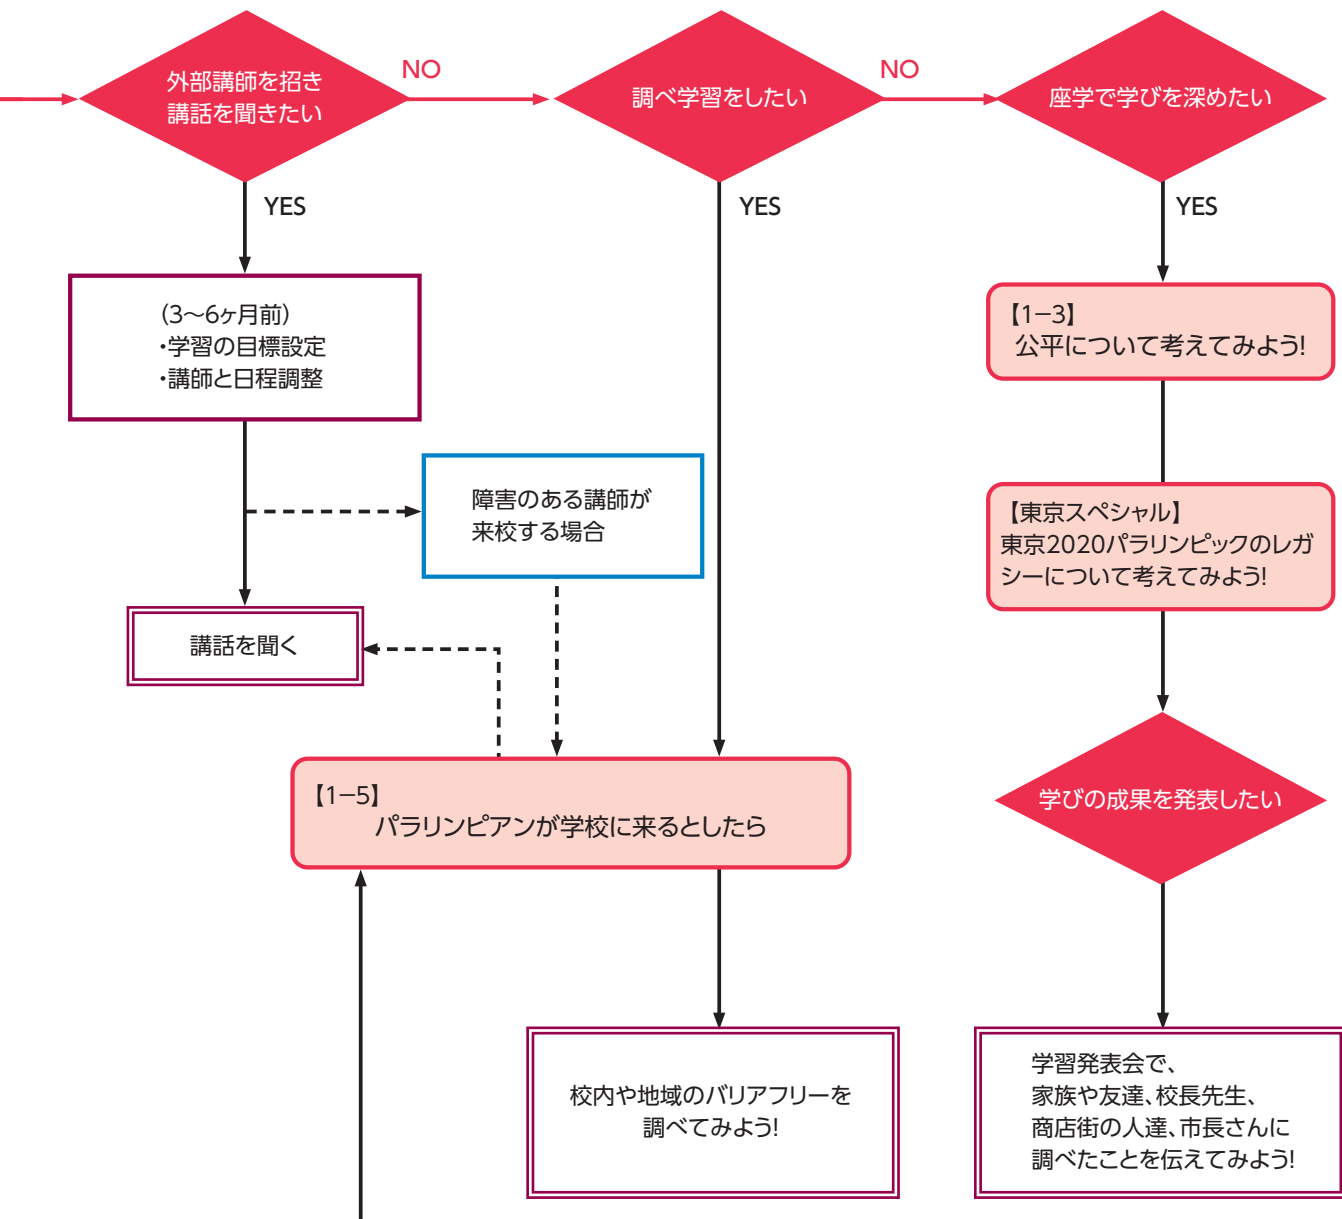 外部講師を招き
講話を聞きたい
NO
調べ学習をしたい
NO
座学で学びを深めたい
YES
YES
YES
（3〜6ヶ月前）
・学習の目標設定
・講師と日程調整
【1−3】
公平について考えてみよう!
障害のある講師が
来校する場合
【東京スペシャル】
東京2020パラリンピックのレガ
シーについて考えてみよう!
講話を聞く
【1−5】
パラリンピアンが学校に来るとしたら
学びの成果を発表したい
校内や地域のバリアフリーを
調べてみよう!
学習発表会で、
家族や友達、校長先生、
商店街の人達、市長さんに
調べたことを伝えてみよう!